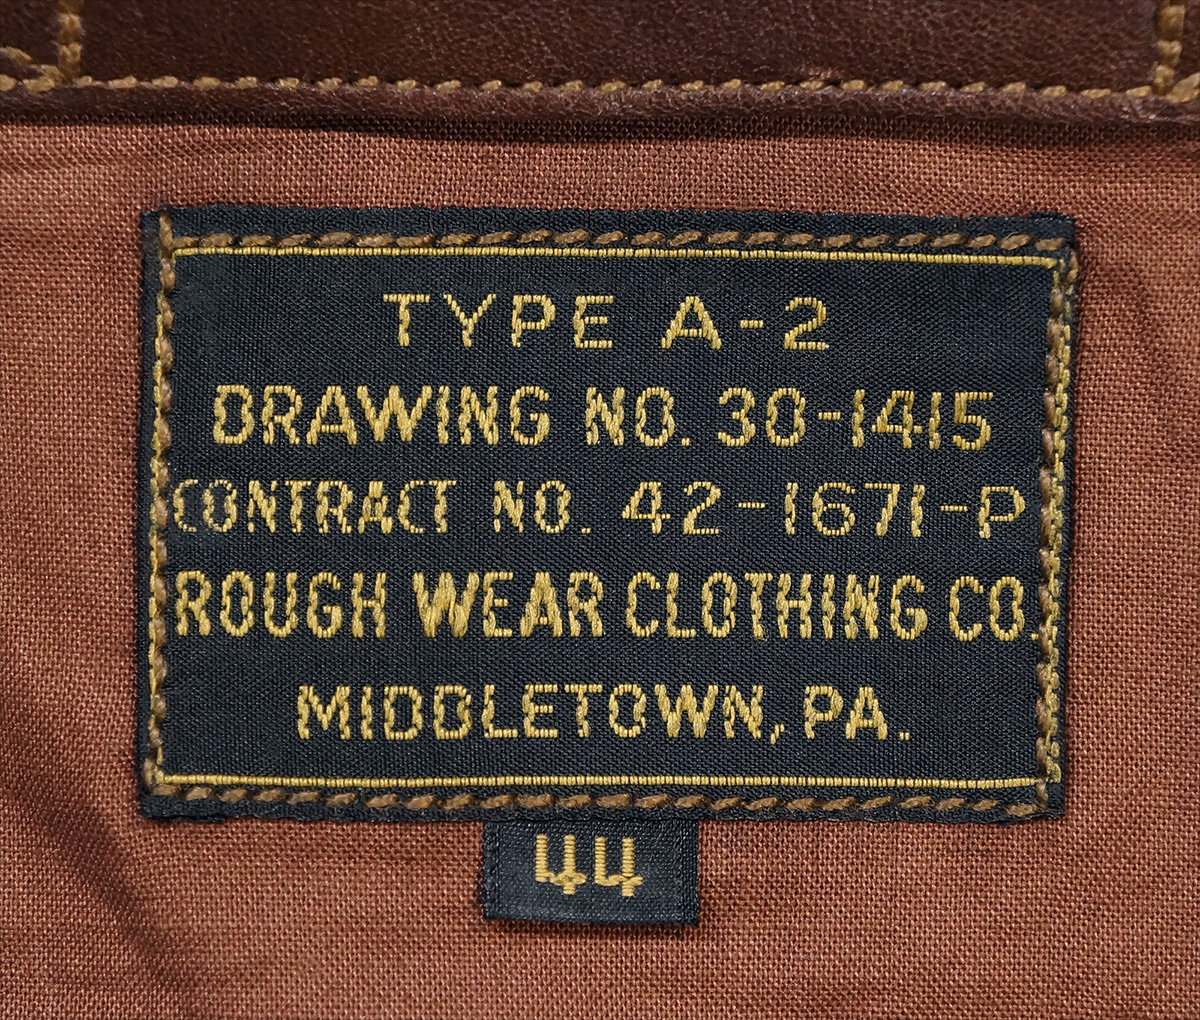 TYPE A-2
DRAWING NO. 30-1415
CONTRACT NO. 42-1671-P
ROUGH WEAR CLOTHING CO.
MIDDLETOWN, PA.
44